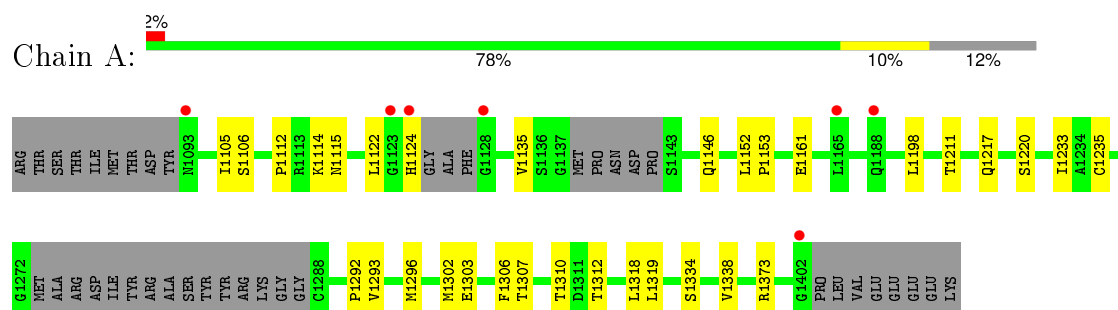 2%
Chain A:
78% 10% 12%
ARG THR SER THR ILE MET THR ASP TYR N1093 I1105 S1106 P1112 R1113 K1114 N1115 L1122 G1123 H1124 GLY ALA PHE G1128 V1135 S1136 G1137 MET PRO ASN ASP PRO S1143 Q1146 L1152 P1153 E1161 L1165 Q1188 L1198 T1211 Q1217 S1220 I1233 A1234 C1235
G1272 MET ALA ARG ASP ILE TYR ARG ALA SER TYR TYR ARG LYS GLY GLY C1288 P1292 V1293 M1296 M1302 E1303 F1306 T1307 T1310 D1311 T1312 L1318 L1319 S1334 V1338 R1373 G1402 PRO LEU VAL GLU GLU GLU GLU LYS